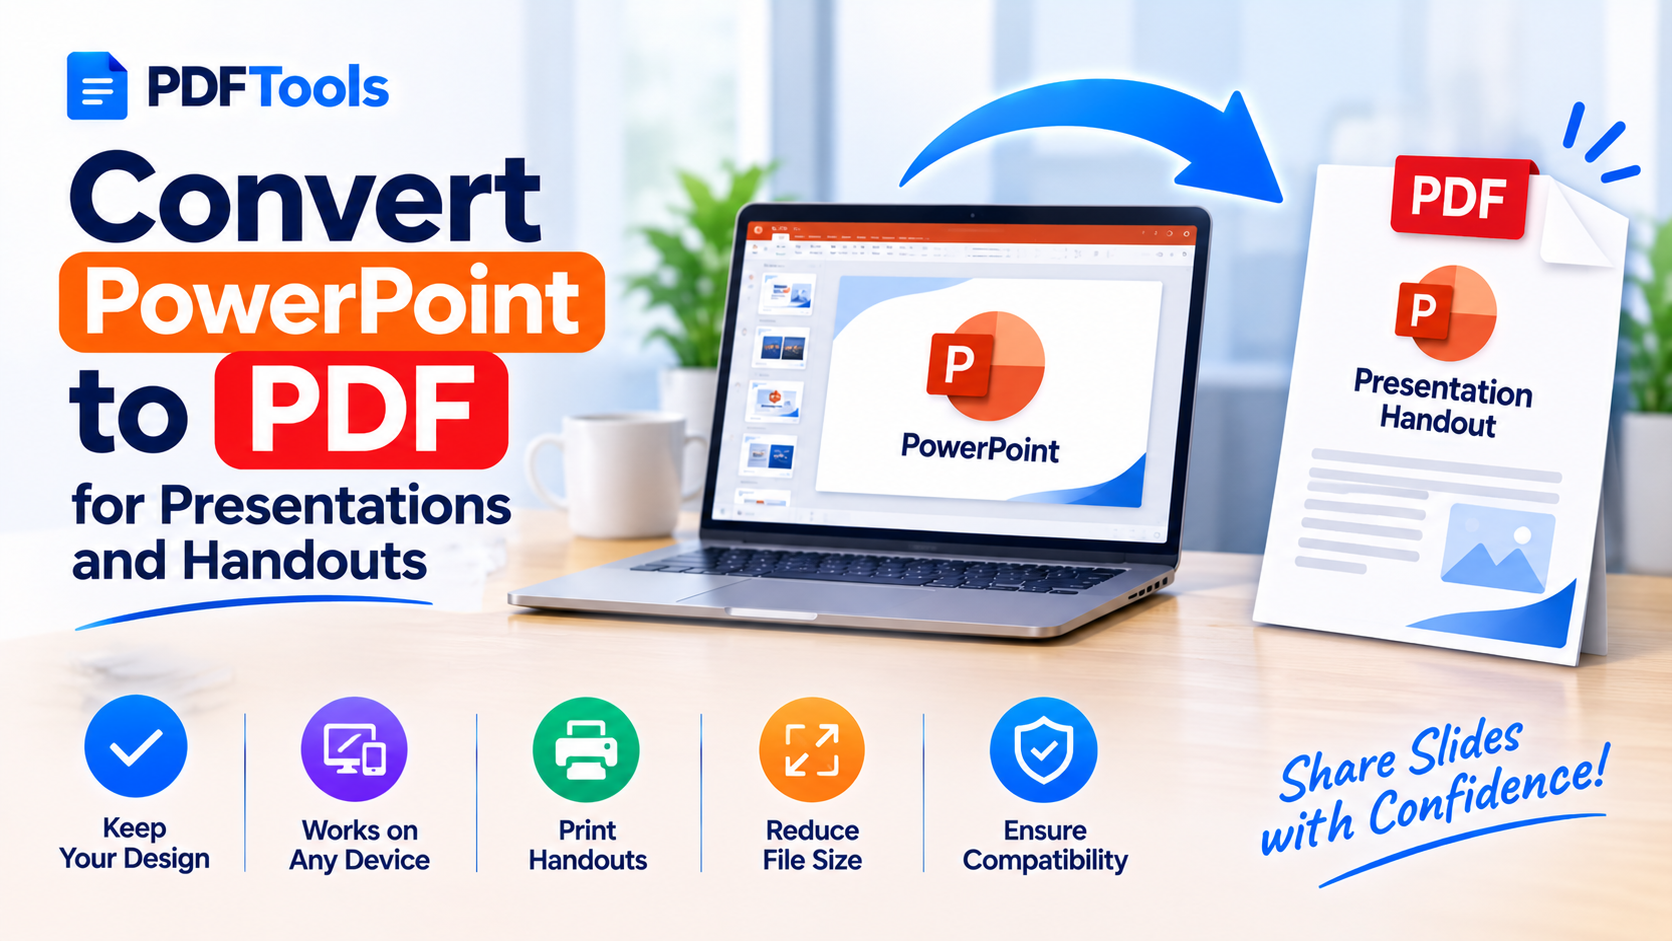 PDFTools
Convert
PowerPoint
to PDF
for Presentations
and Handouts
P
PowerPoint
PDF
P
Presentation
Handout
Keep
Your Design
Works on
Any Device
Print
Handouts
Reduce
File Size
Ensure
Compatibility
Share Slides
with Confidence!